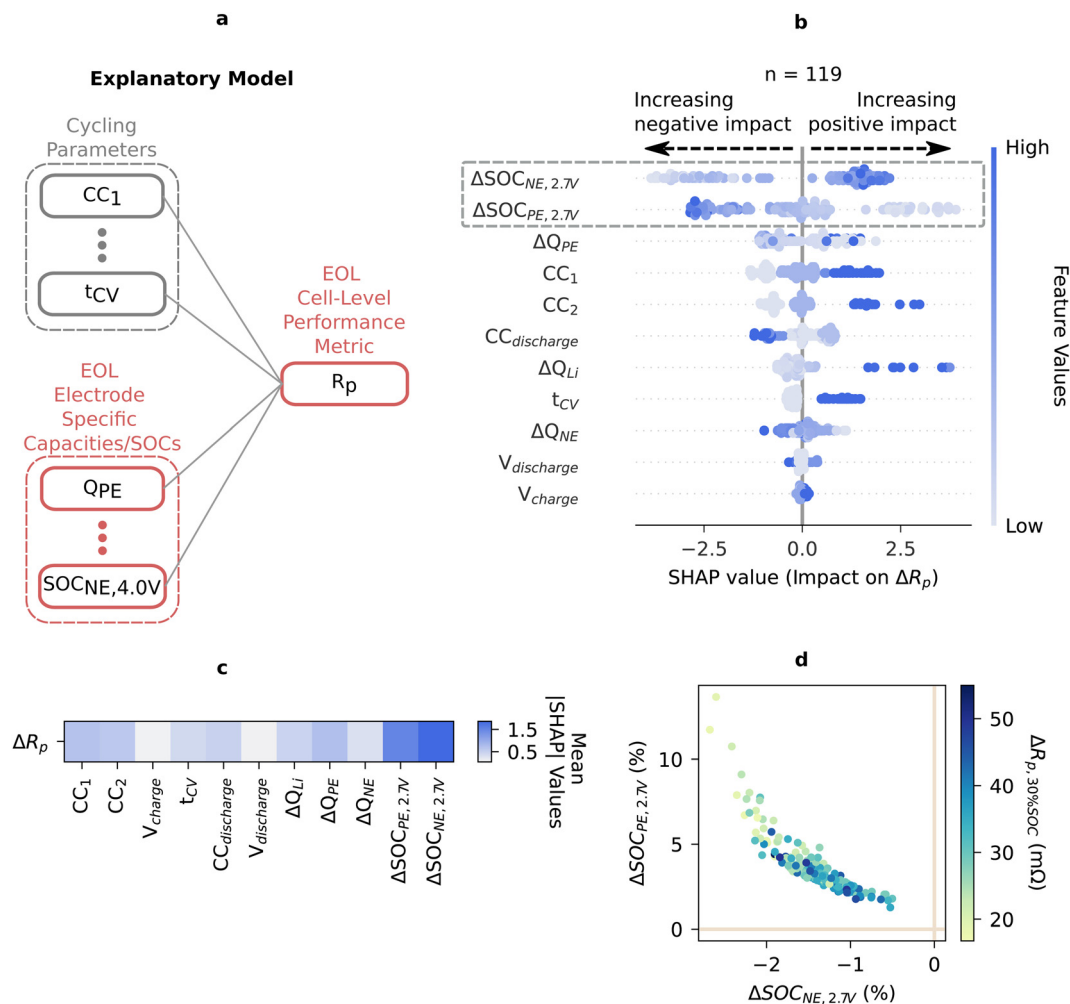 a
Explanatory Model
Cycling
Parameters
CC1
tCV
EOL
Cell-Level
Performance
Metric
Rp
EOL
Electrode
Specific
Capacities/SOCs
QPE
SOCNE,4.0V
b
n = 119
Increasing
negative impact
Increasing
positive impact
ΔSOCNE, 2.7V
ΔSOCPE, 2.7V
ΔQPE
CC1
CC2
CCdischarge
ΔQLi
tCV
ΔQNE
Vdischarge
Vcharge
−2.5
0.0
2.5
SHAP value (Impact on ΔRp)
High
Feature Values
Low
c
ΔRp
CC1
CC2
Vcharge
tCV
CCdischarge
Vdischarge
ΔQLi
ΔQPE
ΔQNE
ΔSOCPE, 2.7V
ΔSOCNE, 2.7V
1.5
0.5
Mean
|SHAP| Values
d
ΔSOCPE, 2.7V (%)
10
5
0
−2
−1
0
ΔSOCNE, 2.7V (%)
50
40
30
20
ΔRp,30%SOC (mΩ)